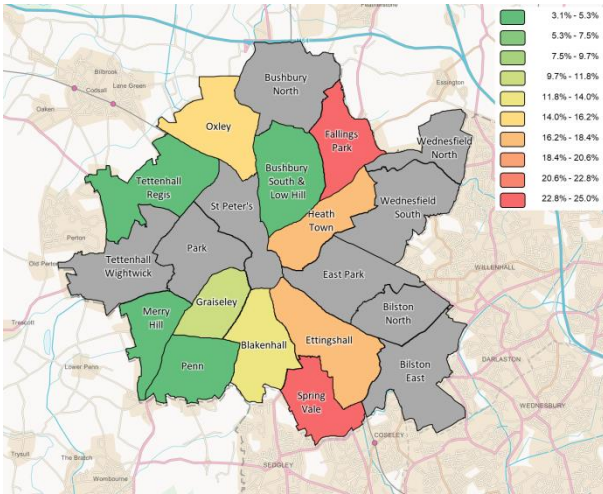 Featherstone
3.1% - 5.3%
5.3% - 7.5%
7.5% - 9.7%
9.7% - 11.8%
11.8% - 14.0%
14.0% - 16.2%
16.2% - 18.4%
18.4% - 20.6%
20.6% - 22.8%
22.8% - 25.0%
Bilbrook
Lane Green
Codsall
Oaken
Essington
Bushbury
North
Oxley
Fallings
Park
Wednesfield
North
Bushbury
South &
Low Hill
Tettenhall
Regis
St Peter's
Heath
Town
Wednesfield
South
Perton
Old Perton
Tettenhall
Wightwick
Park
East Park
WILLENHALL
Bilston
North
Merry
Hill
Graiseley
Trescott
Blakenhall
Ettingshall
DARLASTON
Lower Penn
Penn
Bilston
East
Spring
Vale
WEDNESBURY
COSELEY
SEDGLEY
Trysull
The Bratch
Wombourne